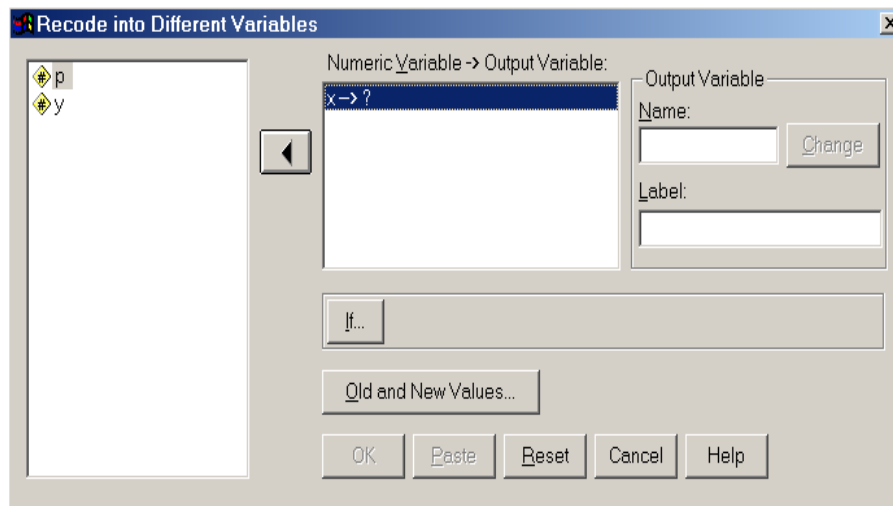 Recode into Different Variables
p
y
Numeric Variable -> Output Variable:
x --> ?
Output Variable
Name:
Change
Label:
If...
Old and New Values...
OK Paste Reset Cancel Help